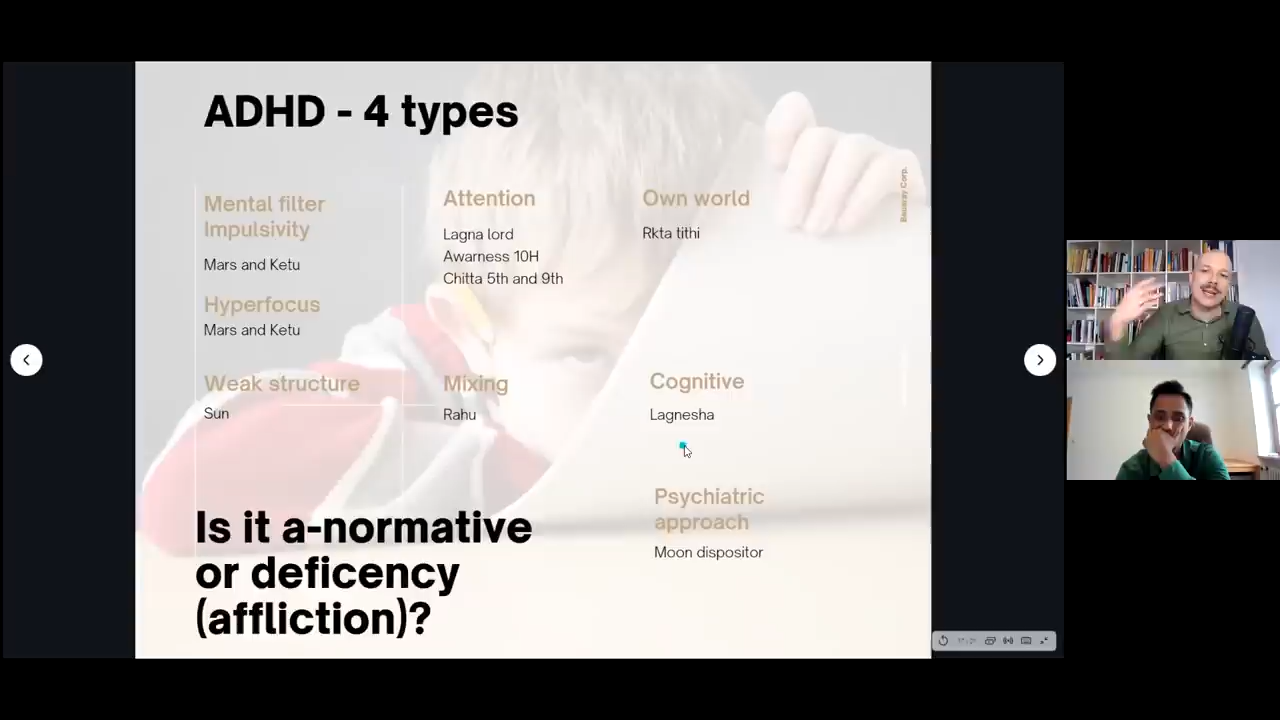 ADHD - 4 types
Mental filter
Impulsivity
Mars and Ketu
Hyperfocus
Mars and Ketu
Weak structure
Sun
Attention
Lagna lord
Awarness 10H
Chitta 5th and 9th
Mixing
Rahu
Own world
Rkta tithi
Cognitive
Lagnesha
Psychiatric
approach
Moon dispositor
Is it a-normative
or deficency
(affliction)?